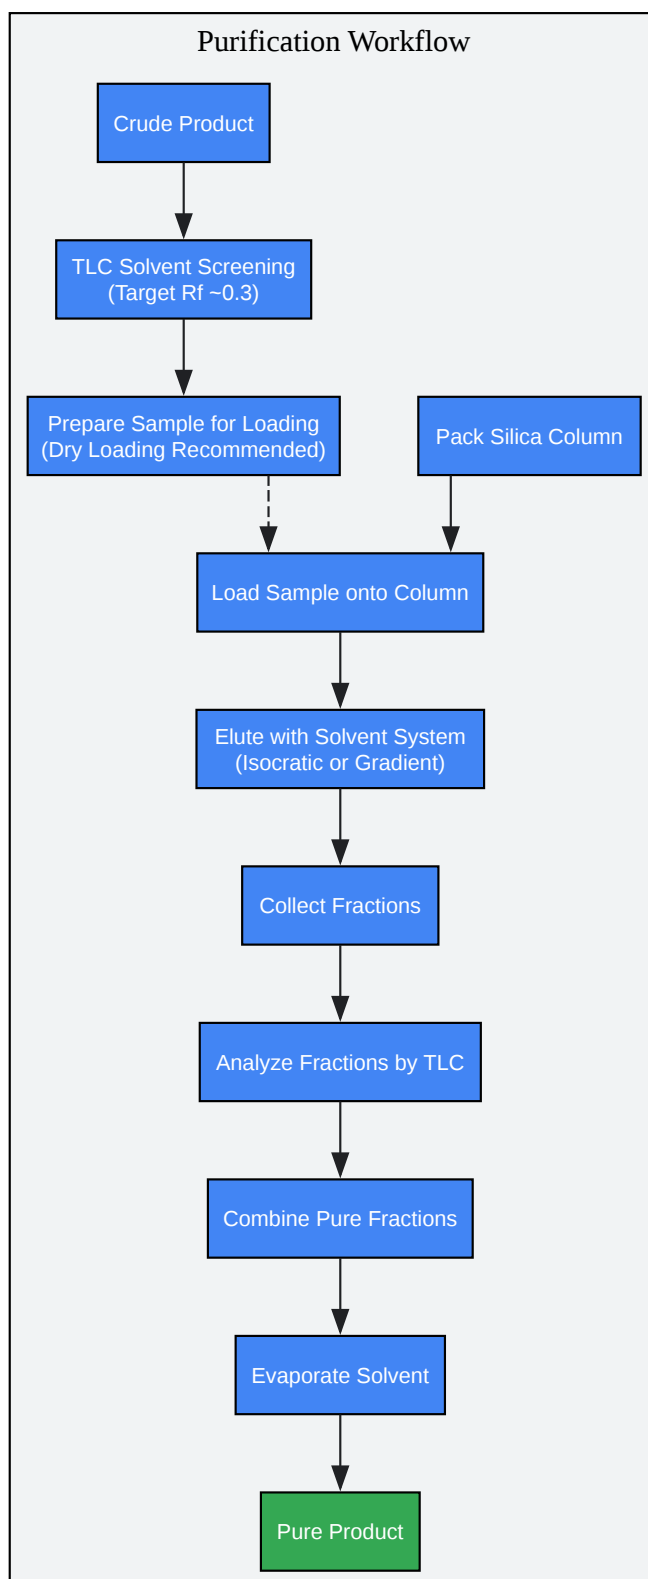 Purification Workflow
Crude Product
TLC Solvent Screening
(Target Rf ~0.3)
Prepare Sample for Loading
(Dry Loading Recommended)
Pack Silica Column
Load Sample onto Column
Elute with Solvent System
(Isocratic or Gradient)
Collect Fractions
Analyze Fractions by TLC
Combine Pure Fractions
Evaporate Solvent
Pure Product